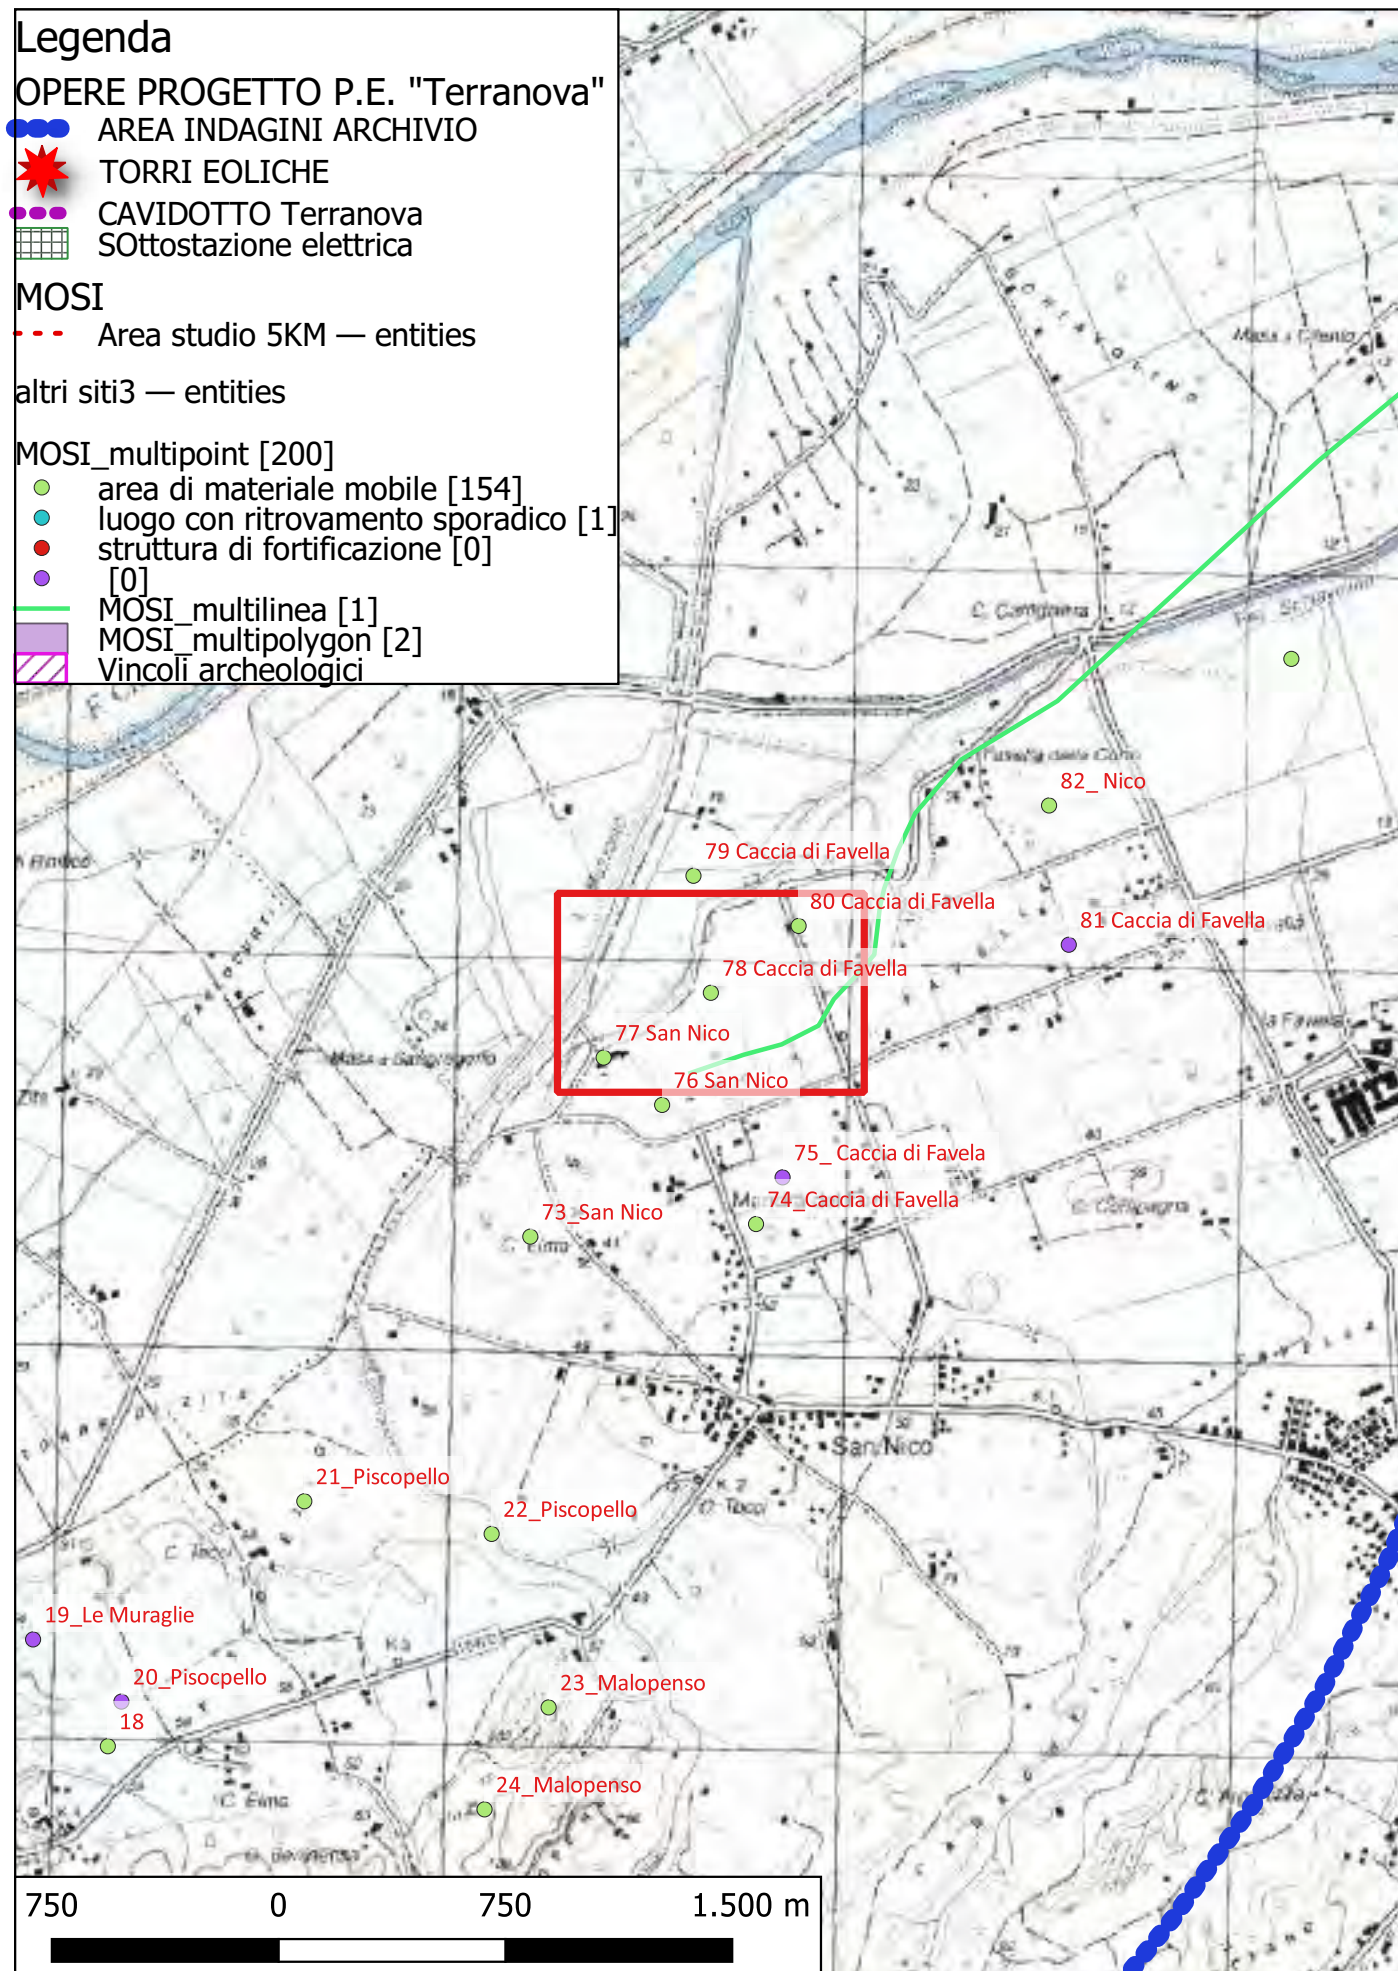 Legenda
OPERE PROGETTO P.E. "Terranova"
AREA INDAGINI ARCHIVIO
TORRI EOLICHE
CAVIDOTTO Terranova
SOttostazione elettrica
MOSI
Area studio 5KM — entities
altri siti3 — entities
MOSI_multipoint [200]
area di materiale mobile [154]
luogo con ritrovamento sporadico [1]
struttura di fortificazione [0]
[0]
MOSI_multilinea [1]
MOSI_multipolygon [2]
Vincoli archeologici
82_ Nico
79 Caccia di Favella
80 Caccia di Favella
81 Caccia di Favella
78 Caccia di Favella
77 San Nico
76 San Nico
75_ Caccia di Favela
74_Caccia di Favella
73_San Nico
C. Compagna
San Nico
21_Piscopello
22_Piscopello
C. Tocci
19_Le Muraglie
20_Pisocpello
18
23_Malopenso
24_Malopenso
C. Elma
750 0 750 1.500 m